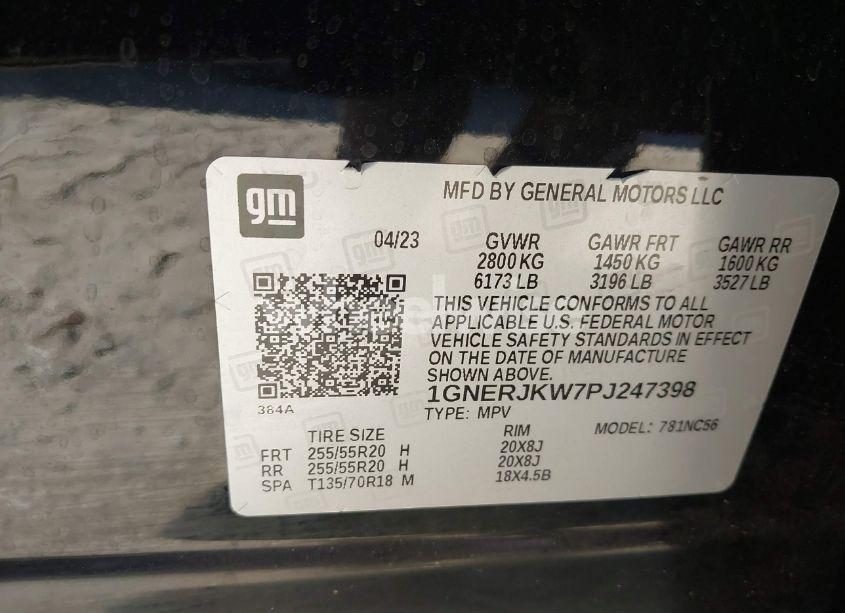 gm
MFD BY GENERAL MOTORS LLC
04/23 GVWR GAWR FRT GAWR RR
2800 KG 1450 KG 1600 KG
6173 LB 3196 LB 3527 LB
THIS VEHICLE CONFORMS TO ALL
APPLICABLE U.S. FEDERAL MOTOR
VEHICLE SAFETY STANDARDS IN EFFECT
ON THE DATE OF MANUFACTURE
SHOWN ABOVE.
1GNERJKW7PJ247398
384A
TYPE: MPV MODEL: 781NC56
TIRE SIZE RIM
FRT 255/55R20 H 20X8J
RR 255/55R20 H 20X8J
SPA T135/70R18 M 18X4.5B